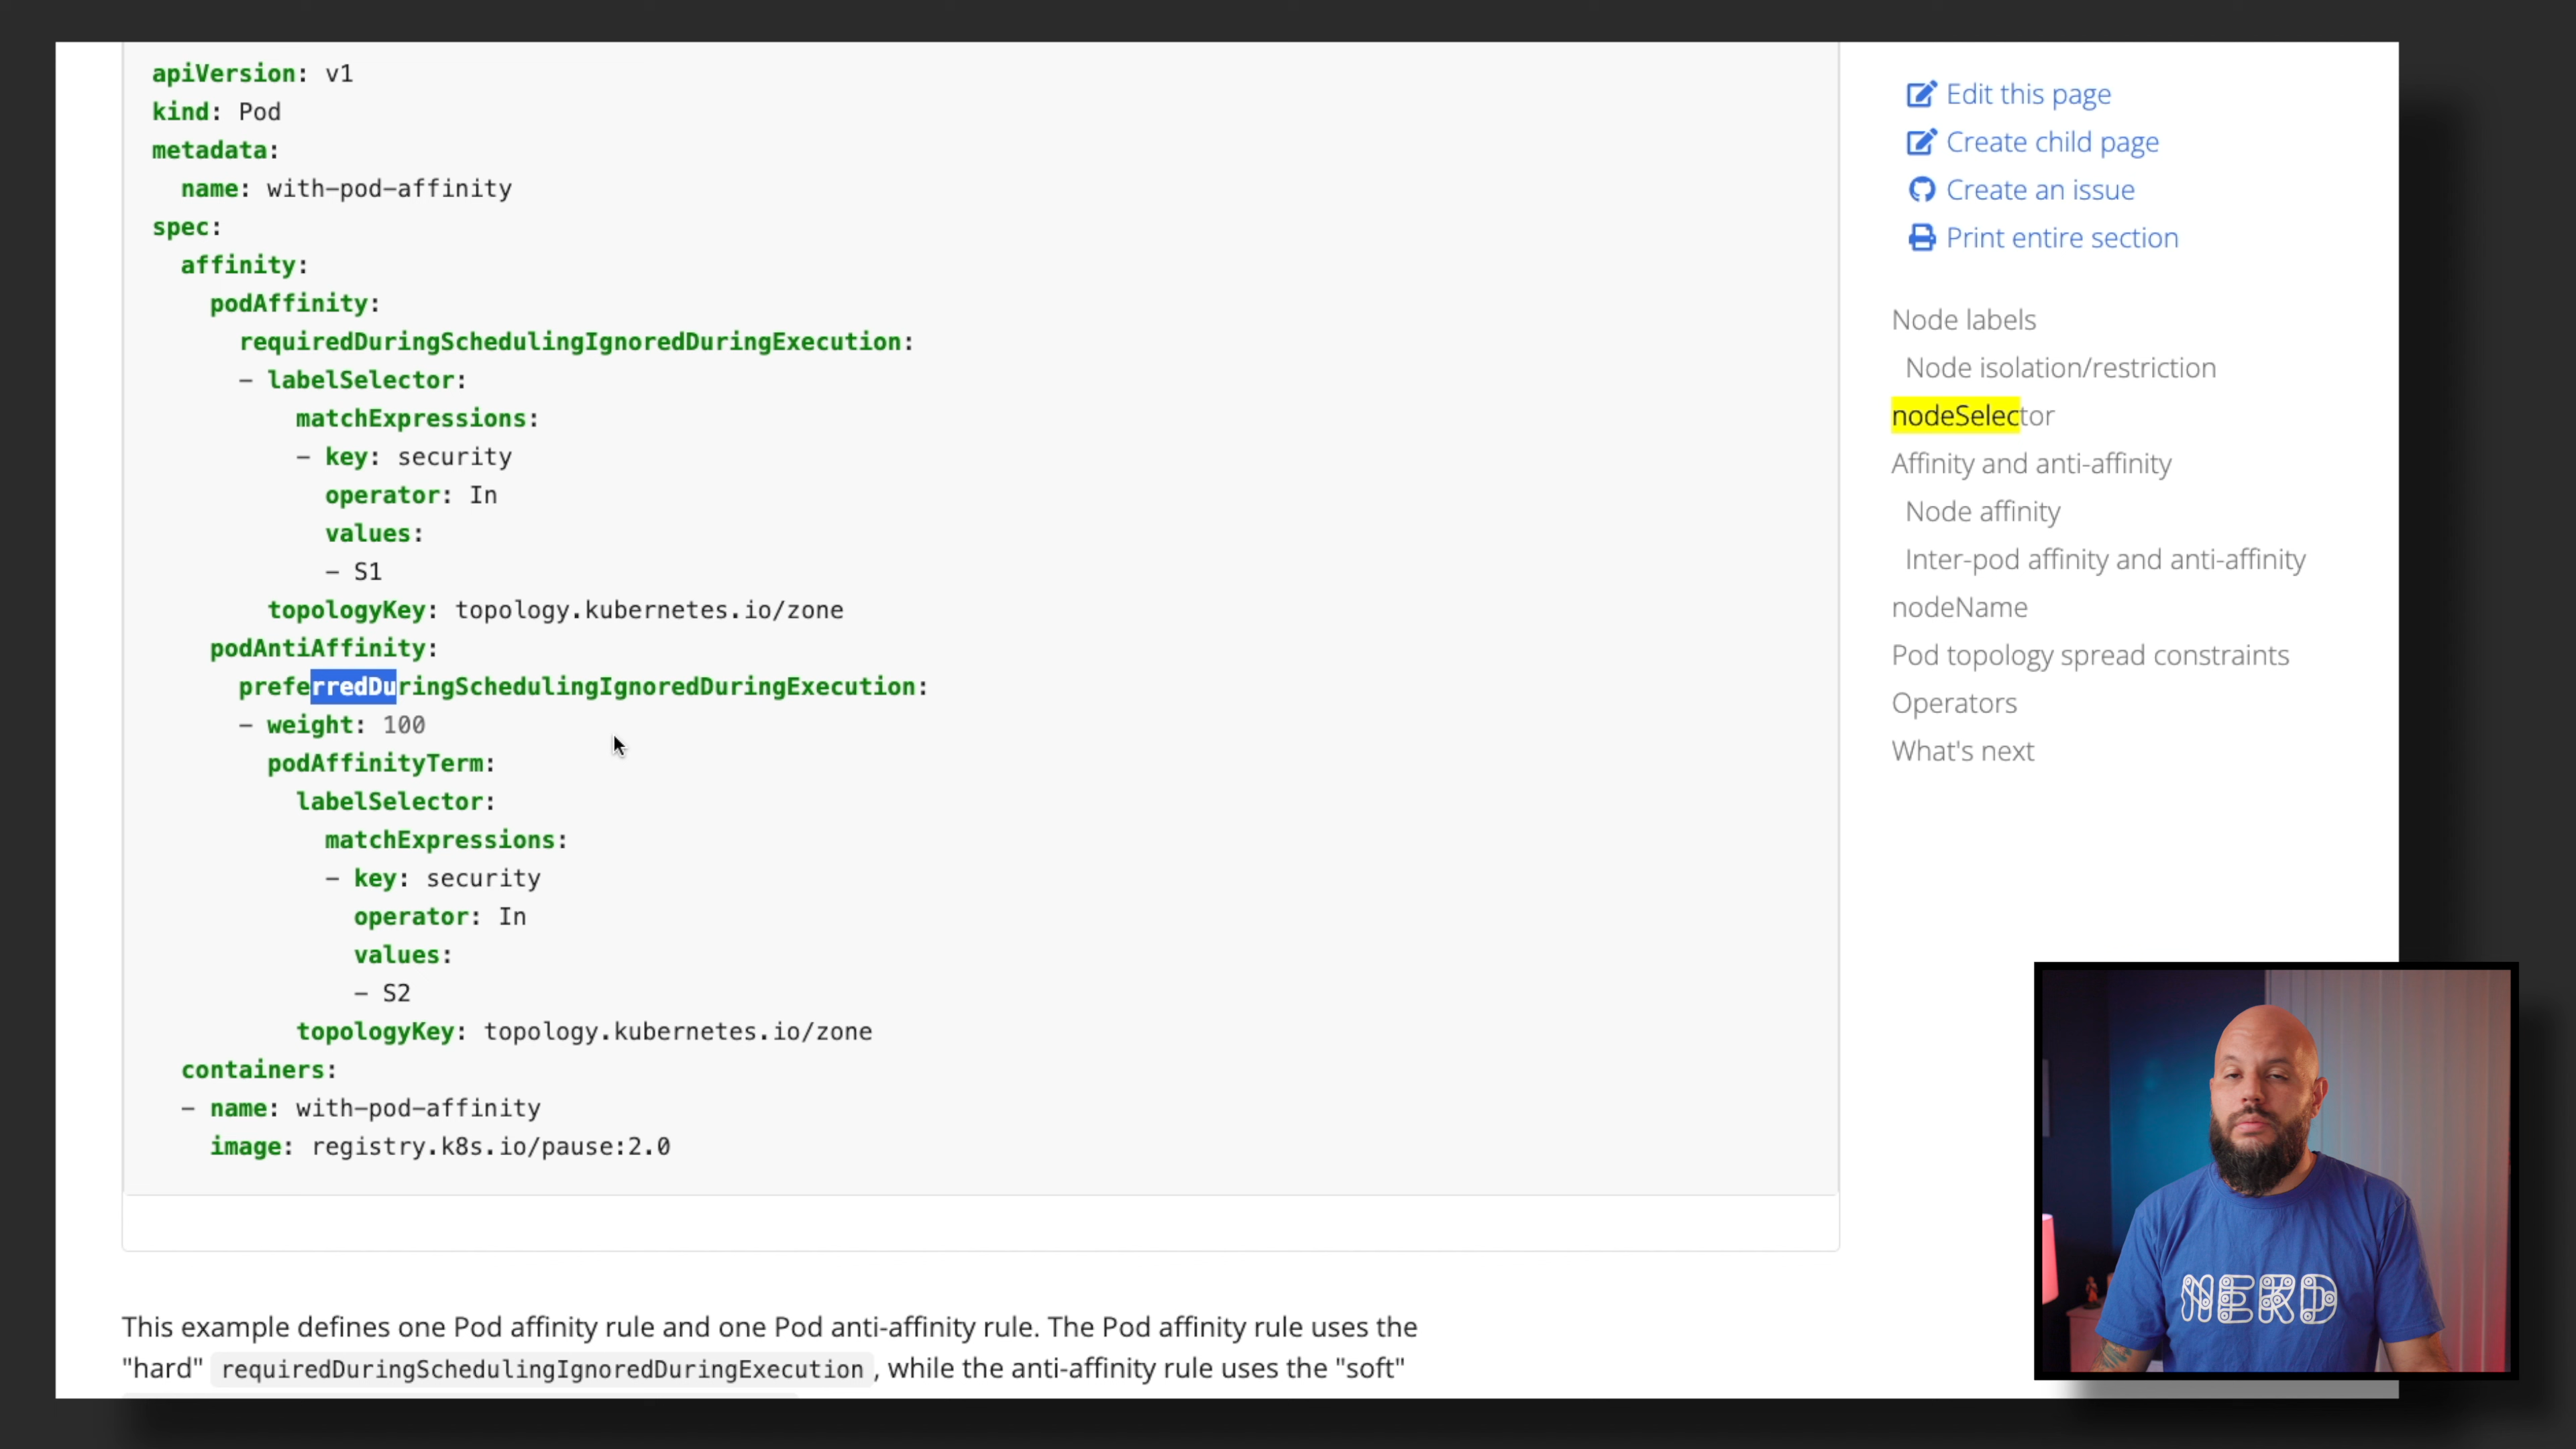 apiVersion: v1
kind: Pod
metadata:
  name: with-pod-affinity
spec:
  affinity:
    podAffinity:
      requiredDuringSchedulingIgnoredDuringExecution:
      - labelSelector:
          matchExpressions:
          - key: security
            operator: In
            values:
            - S1
        topologyKey: topology.kubernetes.io/zone
    podAntiAffinity:
      preferredDuringSchedulingIgnoredDuringExecution:
      - weight: 100
        podAffinityTerm:
          labelSelector:
            matchExpressions:
            - key: security
              operator: In
              values:
              - S2
          topologyKey: topology.kubernetes.io/zone
  containers:
  - name: with-pod-affinity
    image: registry.k8s.io/pause:2.0
This example defines one Pod affinity rule and one Pod anti-affinity rule. The Pod affinity rule uses the
"hard" requiredDuringSchedulingIgnoredDuringExecution, while the anti-affinity rule uses the "soft"
Edit this page
Create child page
Create an issue
Print entire section
Node labels
Node isolation/restriction
nodeSelector
Affinity and anti-affinity
Node affinity
Inter-pod affinity and anti-affinity
nodeName
Pod topology spread constraints
Operators
What's next
NERD